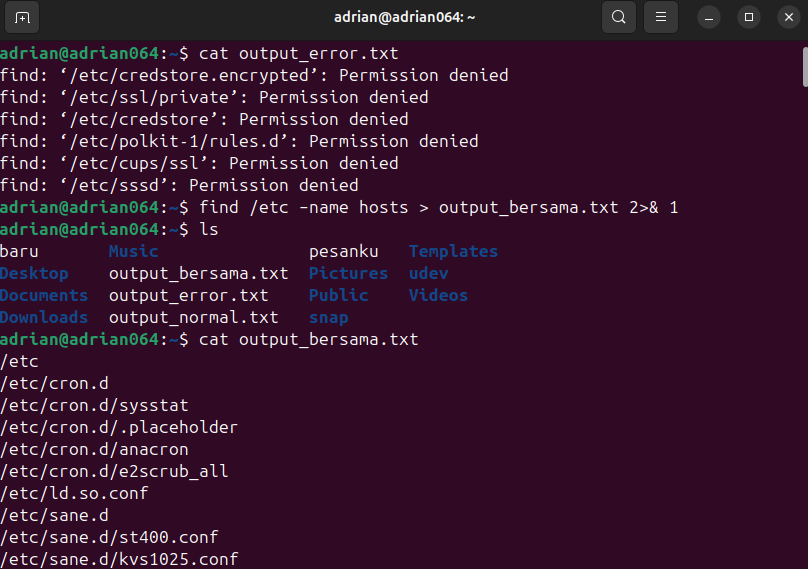 adrian@adrian064: ~
adrian@adrian064:~$ cat output_error.txt
find: ‘/etc/credstore.encrypted’: Permission denied
find: ‘/etc/ssl/private’: Permission denied
find: ‘/etc/credstore’: Permission denied
find: ‘/etc/polkit-1/rules.d’: Permission denied
find: ‘/etc/cups/ssl’: Permission denied
find: ‘/etc/sssd’: Permission denied
adrian@adrian064:~$ find /etc –name hosts > output_bersama.txt 2>& 1
adrian@adrian064:~$ ls
baru       Music               pesanku   Templates
Desktop    output_bersama.txt  Pictures  udev
Documents  output_error.txt    Public    Videos
Downloads  output_normal.txt   snap
adrian@adrian064:~$ cat output_bersama.txt
/etc
/etc/cron.d
/etc/cron.d/sysstat
/etc/cron.d/.placeholder
/etc/cron.d/anacron
/etc/cron.d/e2scrub_all
/etc/ld.so.conf
/etc/sane.d
/etc/sane.d/st400.conf
/etc/sane.d/kvs1025.conf